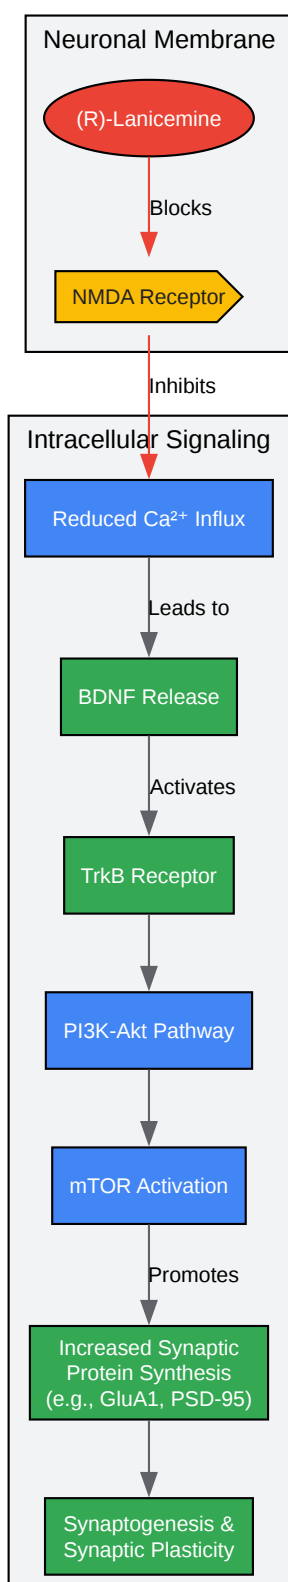 Neuronal Membrane
(R)-Lanicemine
Blocks
NMDA Receptor
Inhibits
Intracellular Signaling
Reduced Ca²⁺ Influx
Leads to
BDNF Release
Activates
TrkB Receptor
PI3K-Akt Pathway
mTOR Activation
Promotes
Increased Synaptic
Protein Synthesis
(e.g., GluA1, PSD-95)
Synaptogenesis &
Synaptic Plasticity